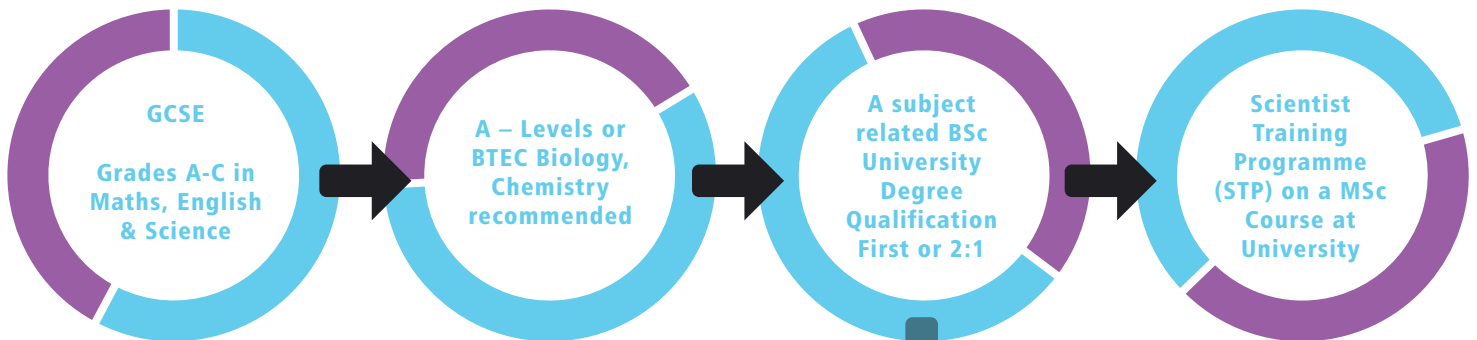 GCSE
Grades A-C in
Maths, English
& Science
A – Levels or
BTEC Biology,
Chemistry
recommended
A subject
related BSc
University
Degree
Qualification
First or 2:1
Scientist
Training
Programme
(STP) on a MSc
Course at
University